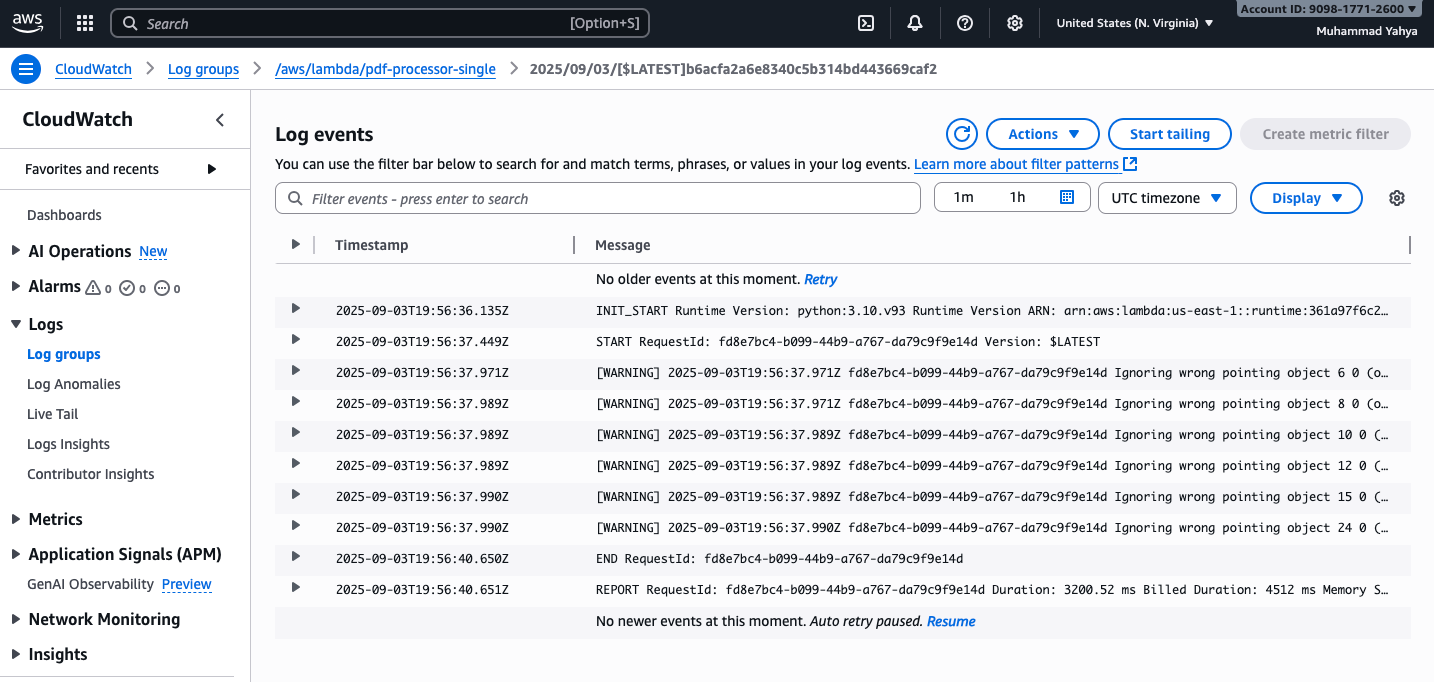 aws
Search [Option+S]
United States (N. Virginia)
Account ID: 9098-1771-2600
Muhammad Yahya
CloudWatch
Log groups
/aws/lambda/pdf-processor-single
2025/09/03/[$LATEST]b6acfa2a6e8340c5b314bd443669caf2
CloudWatch
Favorites and recents
Dashboards
AI Operations New
Alarms 0 0 0
Logs
Log groups
Log Anomalies
Live Tail
Logs Insights
Contributor Insights
Metrics
Application Signals (APM)
GenAI Observability Preview
Network Monitoring
Insights
Log events
Actions
Start tailing
Create metric filter
You can use the filter bar below to search for and match terms, phrases, or values in your log events. Learn more about filter patterns
Filter events - press enter to search
1m 1h
UTC timezone
Display
Timestamp Message
No older events at this moment. Retry
2025-09-03T19:56:36.135Z INIT_START Runtime Version: python:3.10.v93 Runtime Version ARN: arn:aws:lambda:us-east-1::runtime:361a97f6c2…
2025-09-03T19:56:37.449Z START RequestId: fd8e7bc4-b099-44b9-a767-da79c9f9e14d Version: $LATEST
2025-09-03T19:56:37.971Z [WARNING] 2025-09-03T19:56:37.971Z fd8e7bc4-b099-44b9-a767-da79c9f9e14d Ignoring wrong pointing object 6 0 (o…
2025-09-03T19:56:37.989Z [WARNING] 2025-09-03T19:56:37.971Z fd8e7bc4-b099-44b9-a767-da79c9f9e14d Ignoring wrong pointing object 8 0 (o…
2025-09-03T19:56:37.989Z [WARNING] 2025-09-03T19:56:37.989Z fd8e7bc4-b099-44b9-a767-da79c9f9e14d Ignoring wrong pointing object 10 0 (…
2025-09-03T19:56:37.989Z [WARNING] 2025-09-03T19:56:37.989Z fd8e7bc4-b099-44b9-a767-da79c9f9e14d Ignoring wrong pointing object 12 0 (…
2025-09-03T19:56:37.990Z [WARNING] 2025-09-03T19:56:37.989Z fd8e7bc4-b099-44b9-a767-da79c9f9e14d Ignoring wrong pointing object 15 0 (…
2025-09-03T19:56:37.990Z [WARNING] 2025-09-03T19:56:37.990Z fd8e7bc4-b099-44b9-a767-da79c9f9e14d Ignoring wrong pointing object 24 0 (…
2025-09-03T19:56:40.650Z END RequestId: fd8e7bc4-b099-44b9-a767-da79c9f9e14d
2025-09-03T19:56:40.651Z REPORT RequestId: fd8e7bc4-b099-44b9-a767-da79c9f9e14d Duration: 3200.52 ms Billed Duration: 4512 ms Memory S…
No newer events at this moment. Auto retry paused. Resume